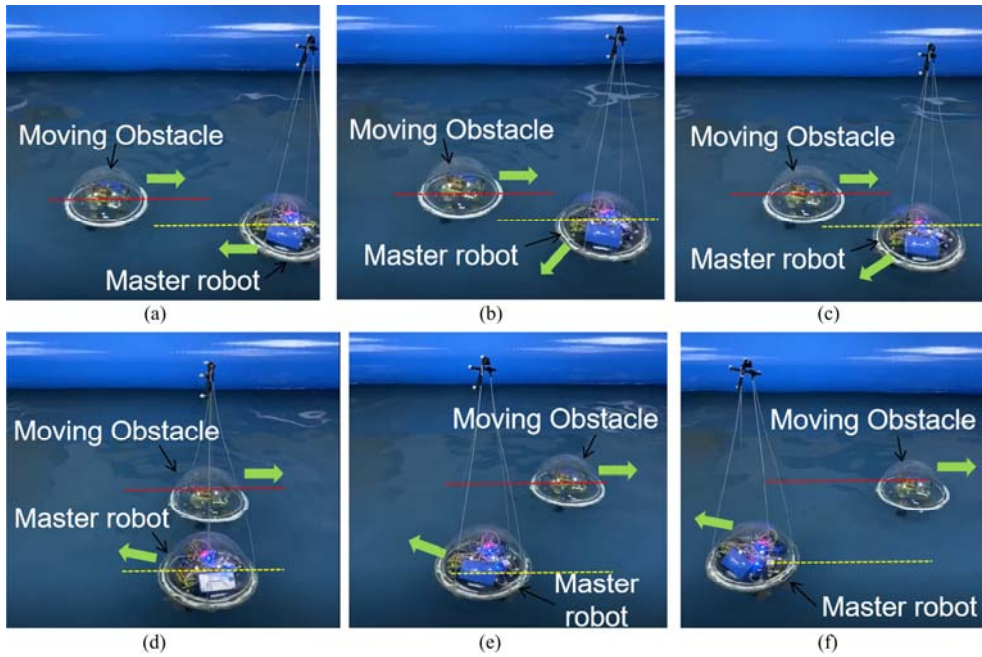 Moving Obstacle
Master robot
(a)
Moving Obstacle
Master robot
(b)
Moving Obstacle
Master robot
(c)
Moving Obstacle
Master robot
(d)
Moving Obstacle
Master
robot
(e)
Moving Obstacle
Master robot
(f)